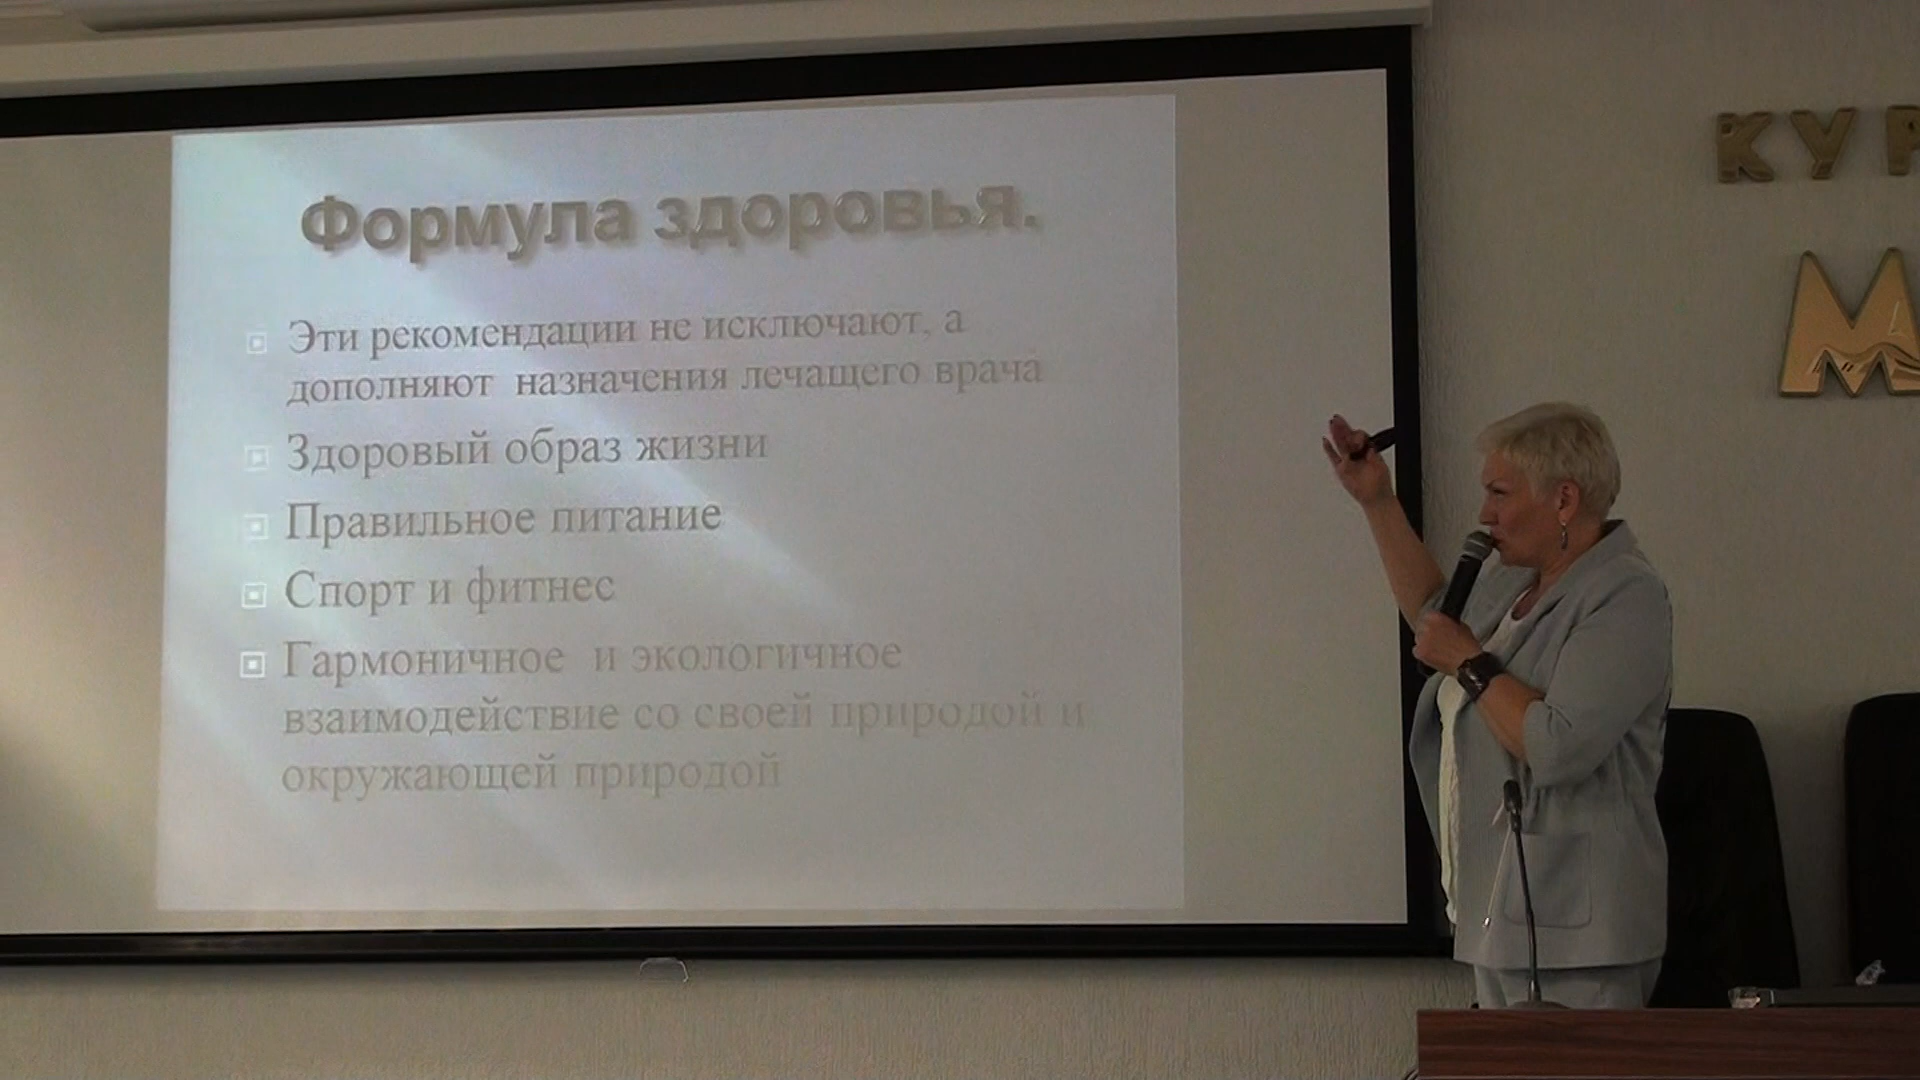 Формула здоровья.
Эти рекомендации не исключают, а
дополняют назначения лечащего врача
Здоровый образ жизни
Правильное питание
Спорт и фитнес
Гармоничное и экологичное
взаимодействие со своей природой и
окружающей природой
КУР
М